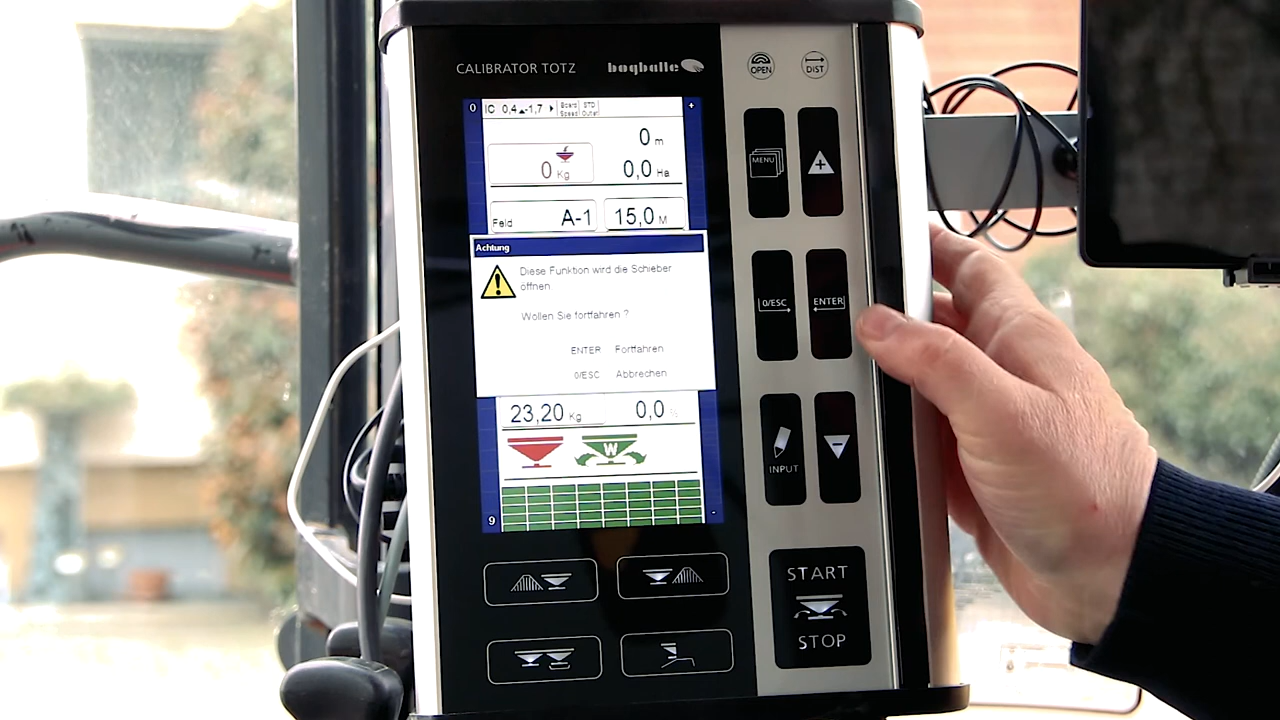 CALIBRATOR TOTZ bogballe
OPEN DIST
0 IC 0,4 -1,7 Board STD +
Speed Outer
0 m
0 Kg 0,0 Ha
Feld A-1 15,0 M
Achtung
Diese Funktion wird die Schieber
öffnen
Wollen Sie fortfahren ?
ENTER Fortfahren
0/ESC Abbrechen
23,20 Kg 0,0 %
W
9 -
MENU +
0/ESC ENTER
INPUT -
START
STOP